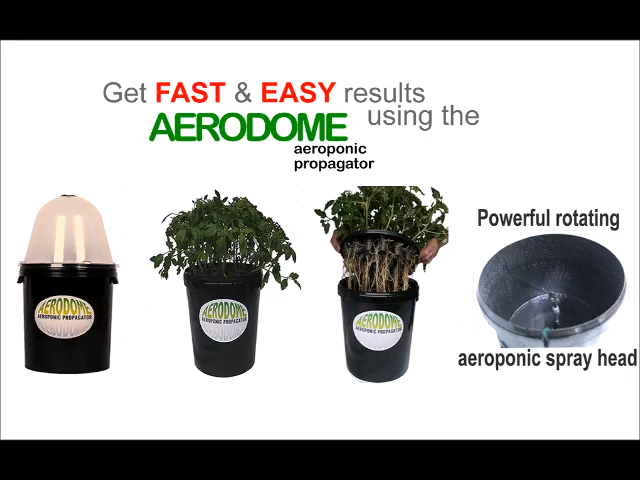 Get FAST & EASY results
using the
AERODOME
aeroponic
propagator
Powerful rotating
aeroponic spray head
AERODOME
AEROPONIC PROPAGATOR
AERODOME
AEROPONIC PROPAGATOR
AERODOME
AEROPONIC PROPAGATOR